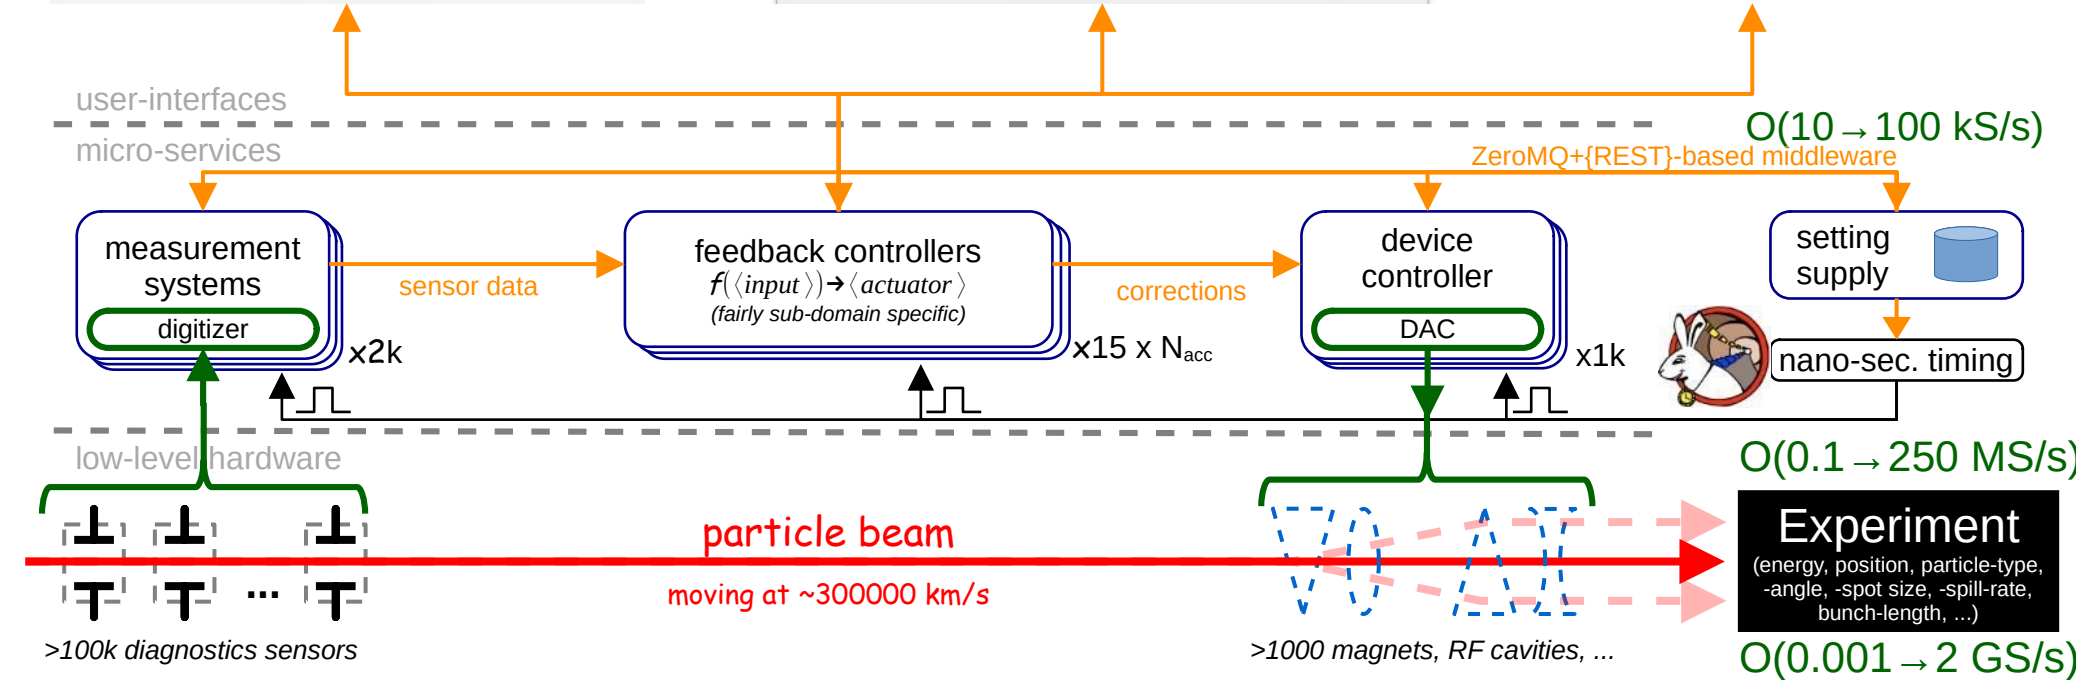 user-interfaces
O(10→100 kS/s)
micro-services
ZeroMQ+{REST}-based middleware
measurement
systems
digitizer
x2k
sensor data
feedback controllers
f(⟨input⟩)→⟨actuator⟩
(fairly sub-domain specific)
x15 x Nacc
corrections
device
controller
DAC
x1k
setting
supply
nano-sec. timing
low-level hardware
O(0.1→250 MS/s)
particle beam
moving at ~300000 km/s
...
Experiment
(energy, position, particle-type,
-angle, -spot size, -spill-rate,
bunch-length, ...)
>100k diagnostics sensors
>1000 magnets, RF cavities, ...
O(0.001→2 GS/s)